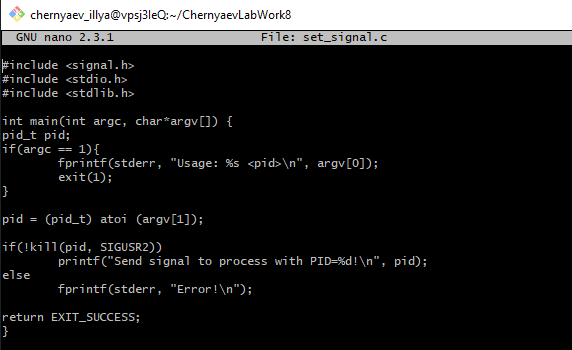 chernyaev_illya@vpsj3leQ:~/ChernyaevLabWork8
GNU nano 2.3.1 File: set_signal.c
#include <signal.h>
#include <stdio.h>
#include <stdlib.h>
int main(int argc, char*argv[]) {
pid_t pid;
if(argc == 1){
fprintf(stderr, "Usage: %s <pid>\n", argv[0]);
exit(1);
}
pid = (pid_t) atoi (argv[1]);
if(!kill(pid, SIGUSR2))
printf("Send signal to process with PID=%d!\n", pid);
else
fprintf(stderr, "Error!\n");
return EXIT_SUCCESS;
}